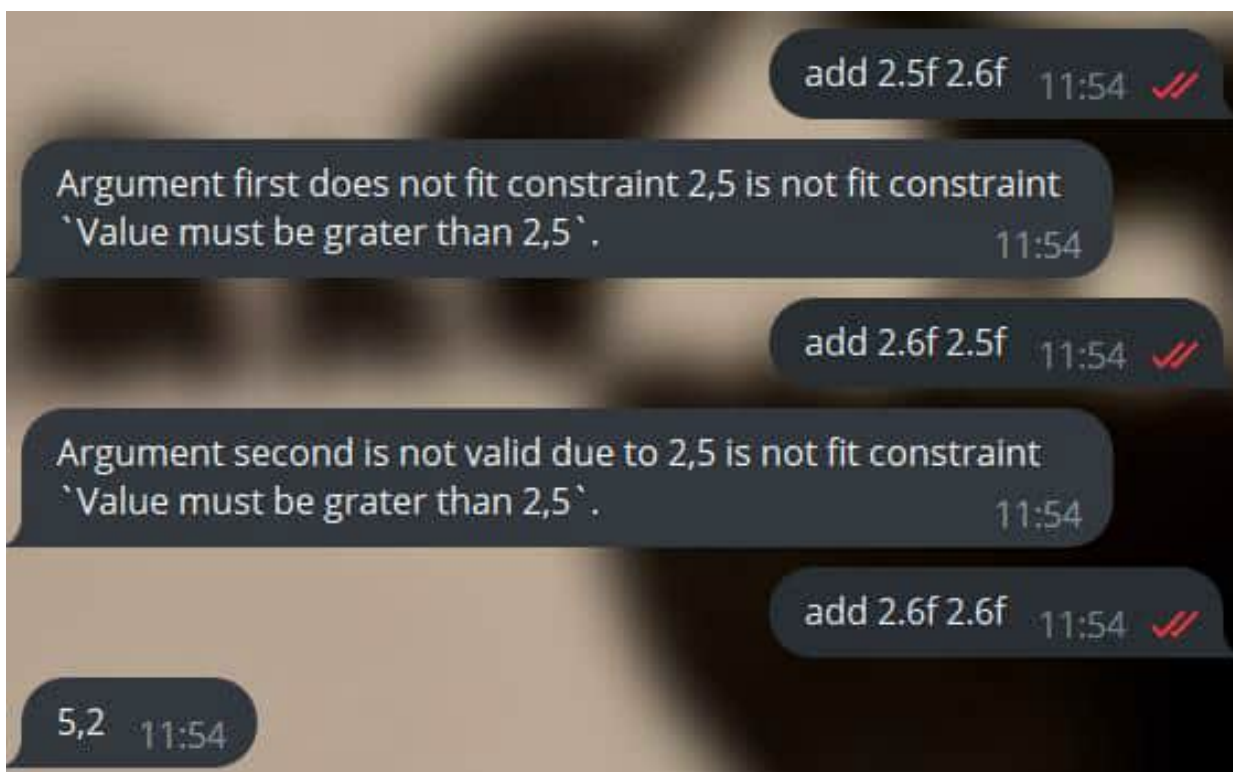 add 2.5f 2.6f 11:54
Argument first does not fit constraint 2,5 is not fit constraint
`Value must be grater than 2,5`. 11:54
add 2.6f 2.5f 11:54
Argument second is not valid due to 2,5 is not fit constraint
`Value must be grater than 2,5`. 11:54
add 2.6f 2.6f 11:54
5,2 11:54